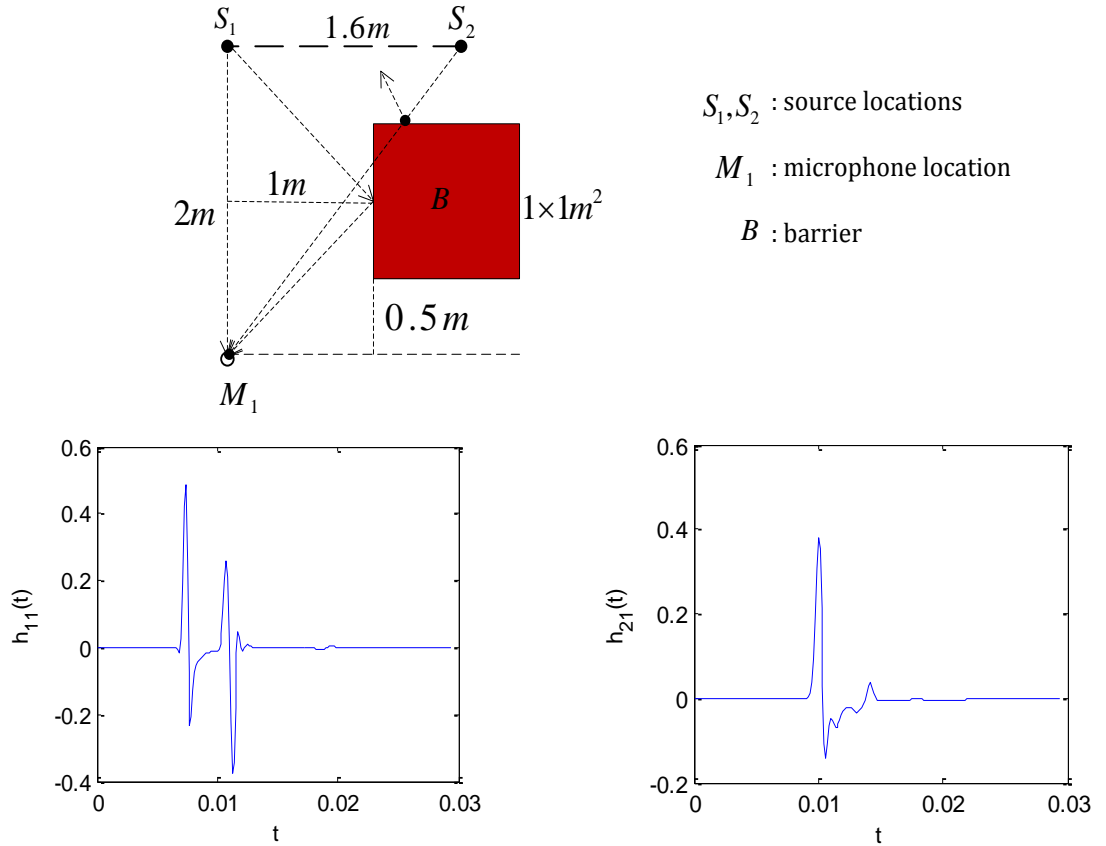 S₁
1.6m
S₂
1m
2m
B
1×1m²
0.5m
M₁
S₁,S₂ : source locations
M₁ : microphone location
B : barrier
0.6
0.4
0.2
0
-0.2
-0.4
h₁₁(t)
0
0.01
0.02
0.03
t
0.6
0.4
0.2
0
-0.2
h₂₁(t)
0
0.01
0.02
0.03
t